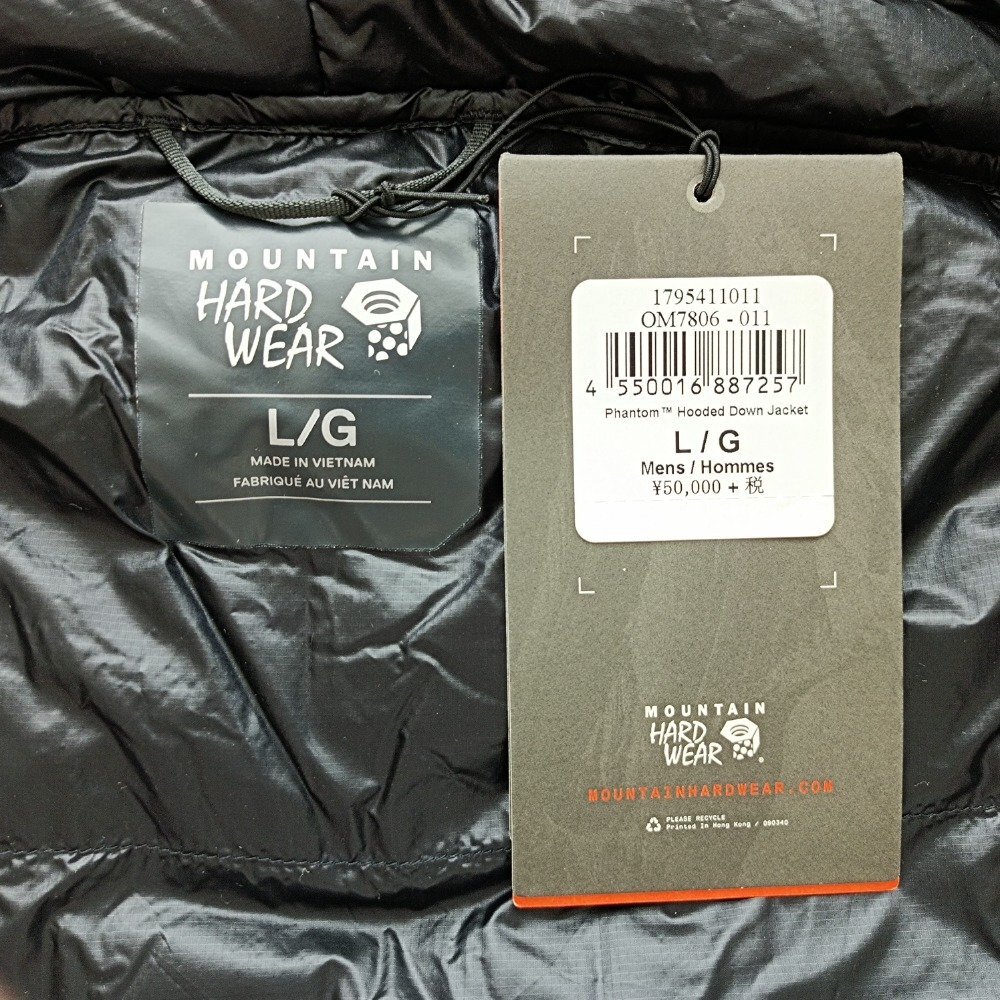 MOUNTAIN
HARD
WEAR
L/G
MADE IN VIETNAM
FABRIQUÉ AU VIÊT NAM
1795411011
OM7806 - 011
4 550016 887257
Phantom™ Hooded Down Jacket
L / G
Mens / Hommes
¥50,000 + 税
MOUNTAIN
HARD
WEAR®
MOUNTAINHARDWEAR.COM
PLEASE RECYCLE
Printed In Hong Kong / 090340